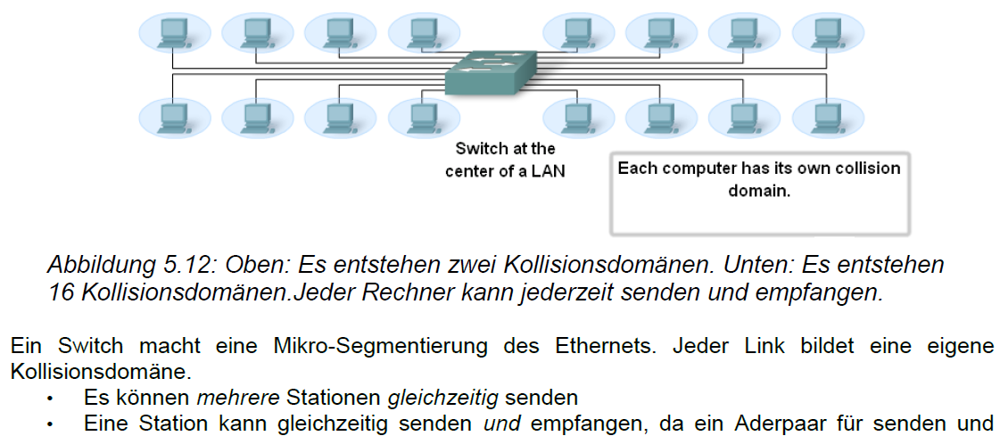 Switch at the
center of a LAN
Each computer has its own collision
domain.
Abbildung 5.12: Oben: Es entstehen zwei Kollisionsdomänen. Unten: Es entstehen
16 Kollisionsdomänen.Jeder Rechner kann jederzeit senden und empfangen.
Ein Switch macht eine Mikro-Segmentierung des Ethernets. Jeder Link bildet eine eigene
Kollisionsdomäne.
• Es können mehrere Stationen gleichzeitig senden
• Eine Station kann gleichzeitig senden und empfangen, da ein Aderpaar für senden und